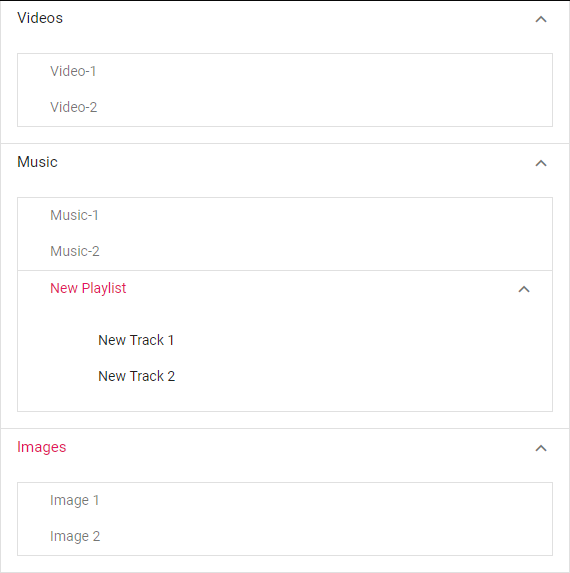 Videos
Video-1
Video-2
Music
Music-1
Music-2
New Playlist
New Track 1
New Track 2
Images
Image 1
Image 2